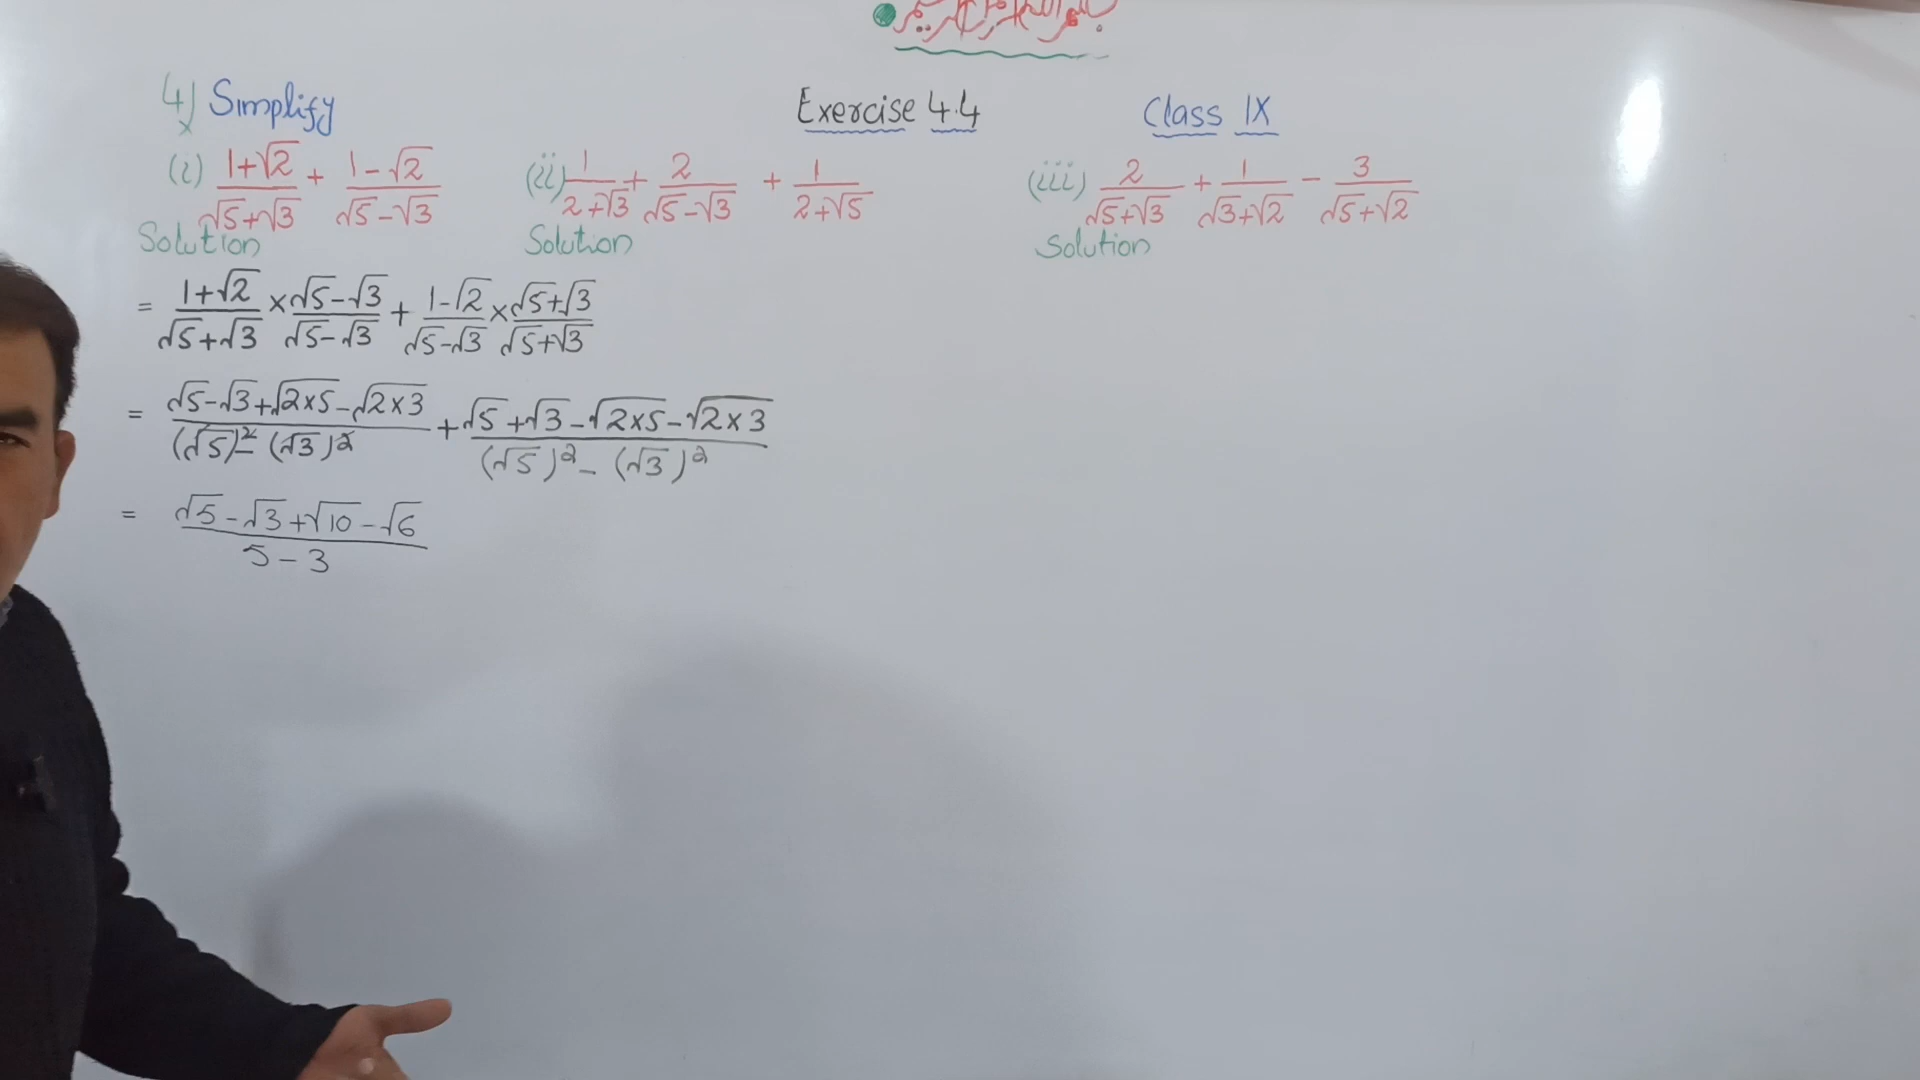 4) Simplify Exercise 4.4 Class IX
(i) (1+√2)/(√5+√3) + (1-√2)/(√5-√3) (ii) 1/(2+√3) + 2/(√5-√3) + 1/(2+√5) (iii) 2/(√5+√3) + 1/(√3+√2) - 3/(√5+√2)
Solution Solution Solution
= (1+√2)/(√5+√3) × (√5-√3)/(√5-√3) + (1-√2)/(√5-√3) × (√5+√3)/(√5+√3)
= (√5-√3+√2×5-√2×3)/((√5)²-(√3)²) + (√5+√3-√2×5-√2×3)/((√5)²-(√3)²)
= (√5-√3+√10-√6)/(5-3)